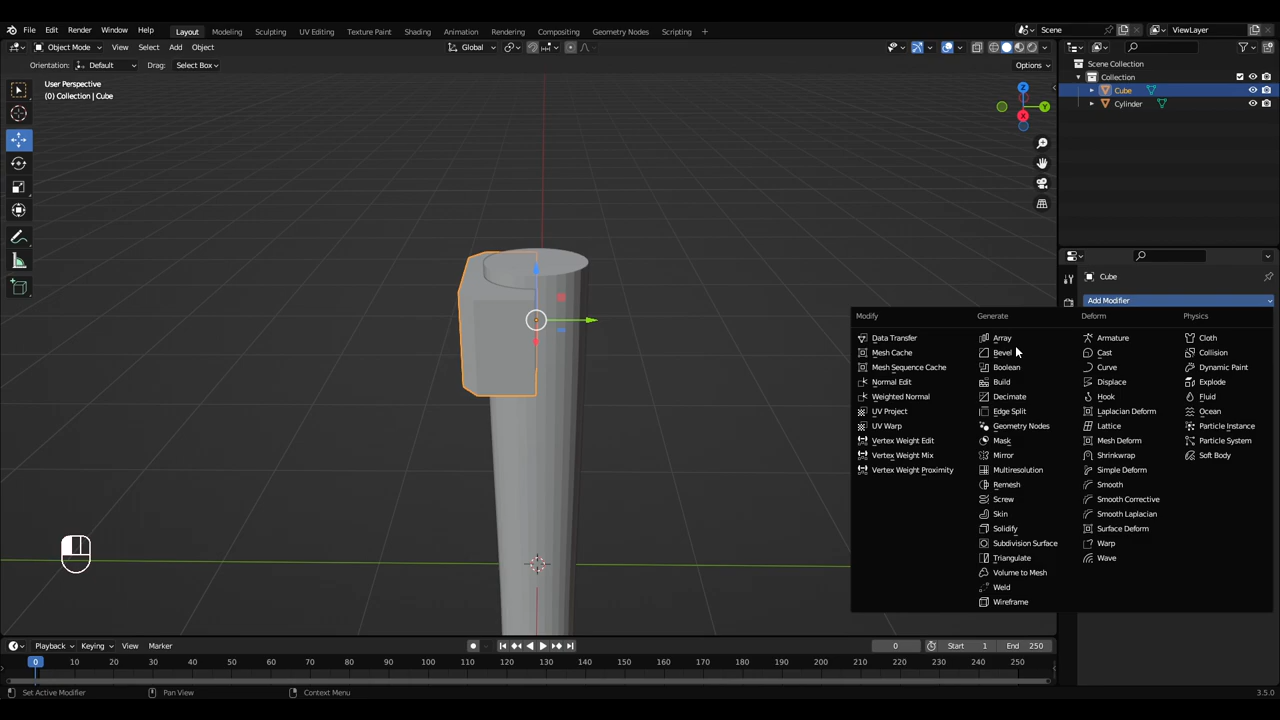 File Edit Render Window Help Layout Modeling Sculpting UV Editing Texture Paint Shading Animation Rendering Compositing Geometry Nodes Scripting + Scene ViewLayer
Object Mode View Select Add Object Global
Orientation: Default Drag: Select Box Options
Scene Collection
Collection
Cube
Cylinder
User Perspective
(0) Collection | Cube
Z
Y
X
Cube
Add Modifier
Modify Generate Deform Physics
Data Transfer Array Armature Cloth
Mesh Cache Bevel Cast Collision
Mesh Sequence Cache Boolean Curve Dynamic Paint
Normal Edit Build Displace Explode
Weighted Normal Decimate Hook Fluid
UV Project Edge Split Laplacian Deform Ocean
UV Warp Geometry Nodes Lattice Particle Instance
Vertex Weight Edit Mask Mesh Deform Particle System
Vertex Weight Mix Mirror Shrinkwrap Soft Body
Vertex Weight Proximity Multiresolution Simple Deform
Remesh Smooth
Screw Smooth Corrective
Skin Smooth Laplacian
Solidify Surface Deform
Subdivision Surface Warp
Triangulate Wave
Volume to Mesh
Weld
Wireframe
Playback Keying View Marker 0 Start 1 End 250
0 10 20 30 40 50 60 70 80 90 100 110 120 130 140 150 160 170 180 190 200 210 220 230 240 250
Set Active Modifier Pan View Context Menu 3.5.0